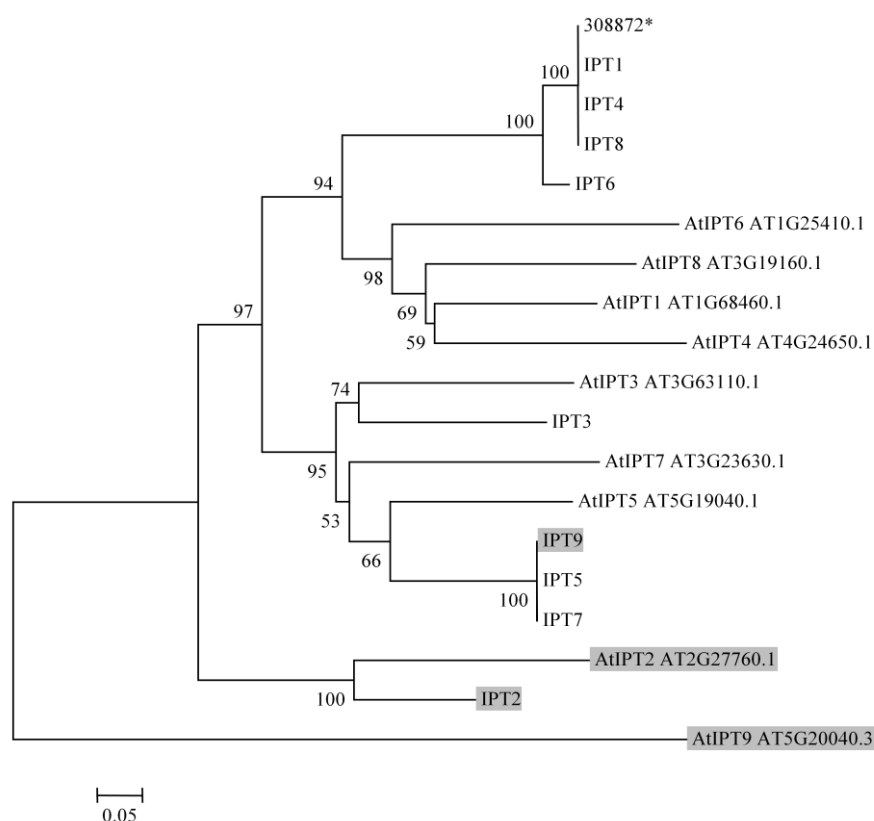 308872*
100
IPT1
IPT4
100
IPT8
94
IPT6
AtIPT6 AT1G25410.1
98
AtIPT8 AT3G19160.1
97
69
AtIPT1 AT1G68460.1
59
AtIPT4 AT4G24650.1
74
AtIPT3 AT3G63110.1
IPT3
95
AtIPT7 AT3G23630.1
53
AtIPT5 AT5G19040.1
66
IPT9
IPT5
100
IPT7
AtIPT2 AT2G27760.1
100
IPT2
AtIPT9 AT5G20040.3
0.05